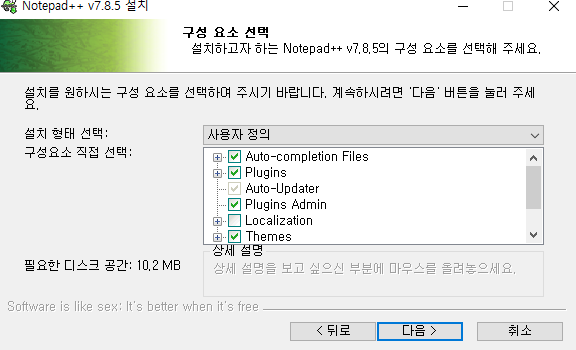 Notepad++ v7.8.5 설치
구성 요소 선택
설치하고자 하는 Notepad++ v7.8.5의 구성 요소를 선택해 주세요.
설치를 원하시는 구성 요소를 선택하여 주시기 바랍니다. 계속하시려면 '다음' 버튼을 눌러 주세
요.
설치 형태 선택:
사용자 정의
구성요소 직접 선택:
Auto-completion Files
Plugins
Auto-Updater
Plugins Admin
Localization
Themes
상세 설명
필요한 디스크 공간: 10.2 MB
상세 설명을 보고 싶으신 부분에 마우스를 올려놓으세요.
Software is like sex: It's better when it's free
< 뒤로
다음 >
취소